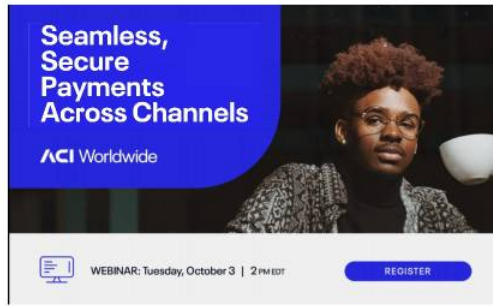 Seamless,
Secure
Payments
Across Channels
ACI Worldwide
WEBINAR: Tuesday, October 3 | 2 PM EDT
REGISTER